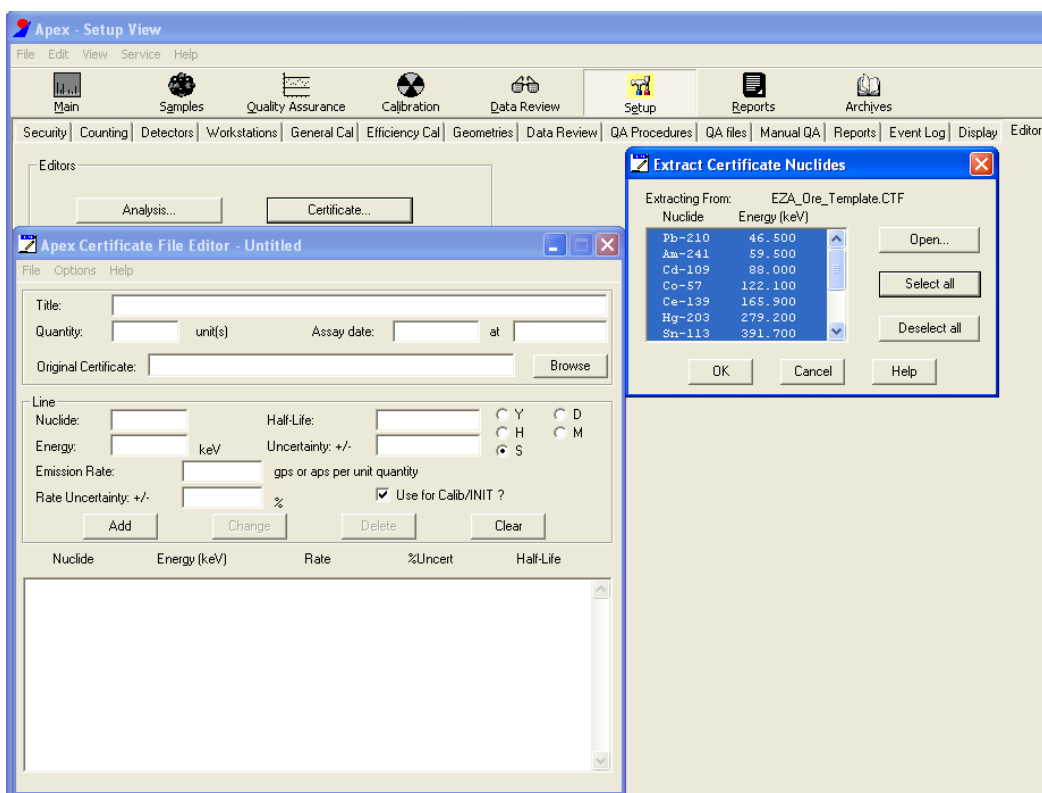 Apex - Setup View
File Edit View Service Help
Main Samples Quality Assurance Calibration Data Review Setup Reports Archives
Security Counting Detectors Workstations General Cal Efficiency Cal Geometries Data Review QA Procedures QA files Manual QA Reports Event Log Display Editor
Editors
Analysis... Certificate...
Extract Certificate Nuclides
Extracting From: EZA_Ore_Template.CTF
Nuclide Energy (keV)
Pb-210 46.500
Am-241 59.500
Cd-109 88.000
Co-57 122.100
Ce-139 165.900
Hg-203 279.200
Sn-113 391.700
Open...
Select all
Deselect all
OK Cancel Help
Apex Certificate File Editor - Untitled
File Options Help
Title:
Quantity: unit(s) Assay date: at
Original Certificate: Browse
Line
Nuclide: Half-Life: Y D
H M
Energy: keV Uncertainty: +/- S
Emission Rate: gps or aps per unit quantity
Rate Uncertainty: +/- % Use for Calib/INIT ?
Add Change Delete Clear
Nuclide Energy (keV) Rate %Uncert Half-Life